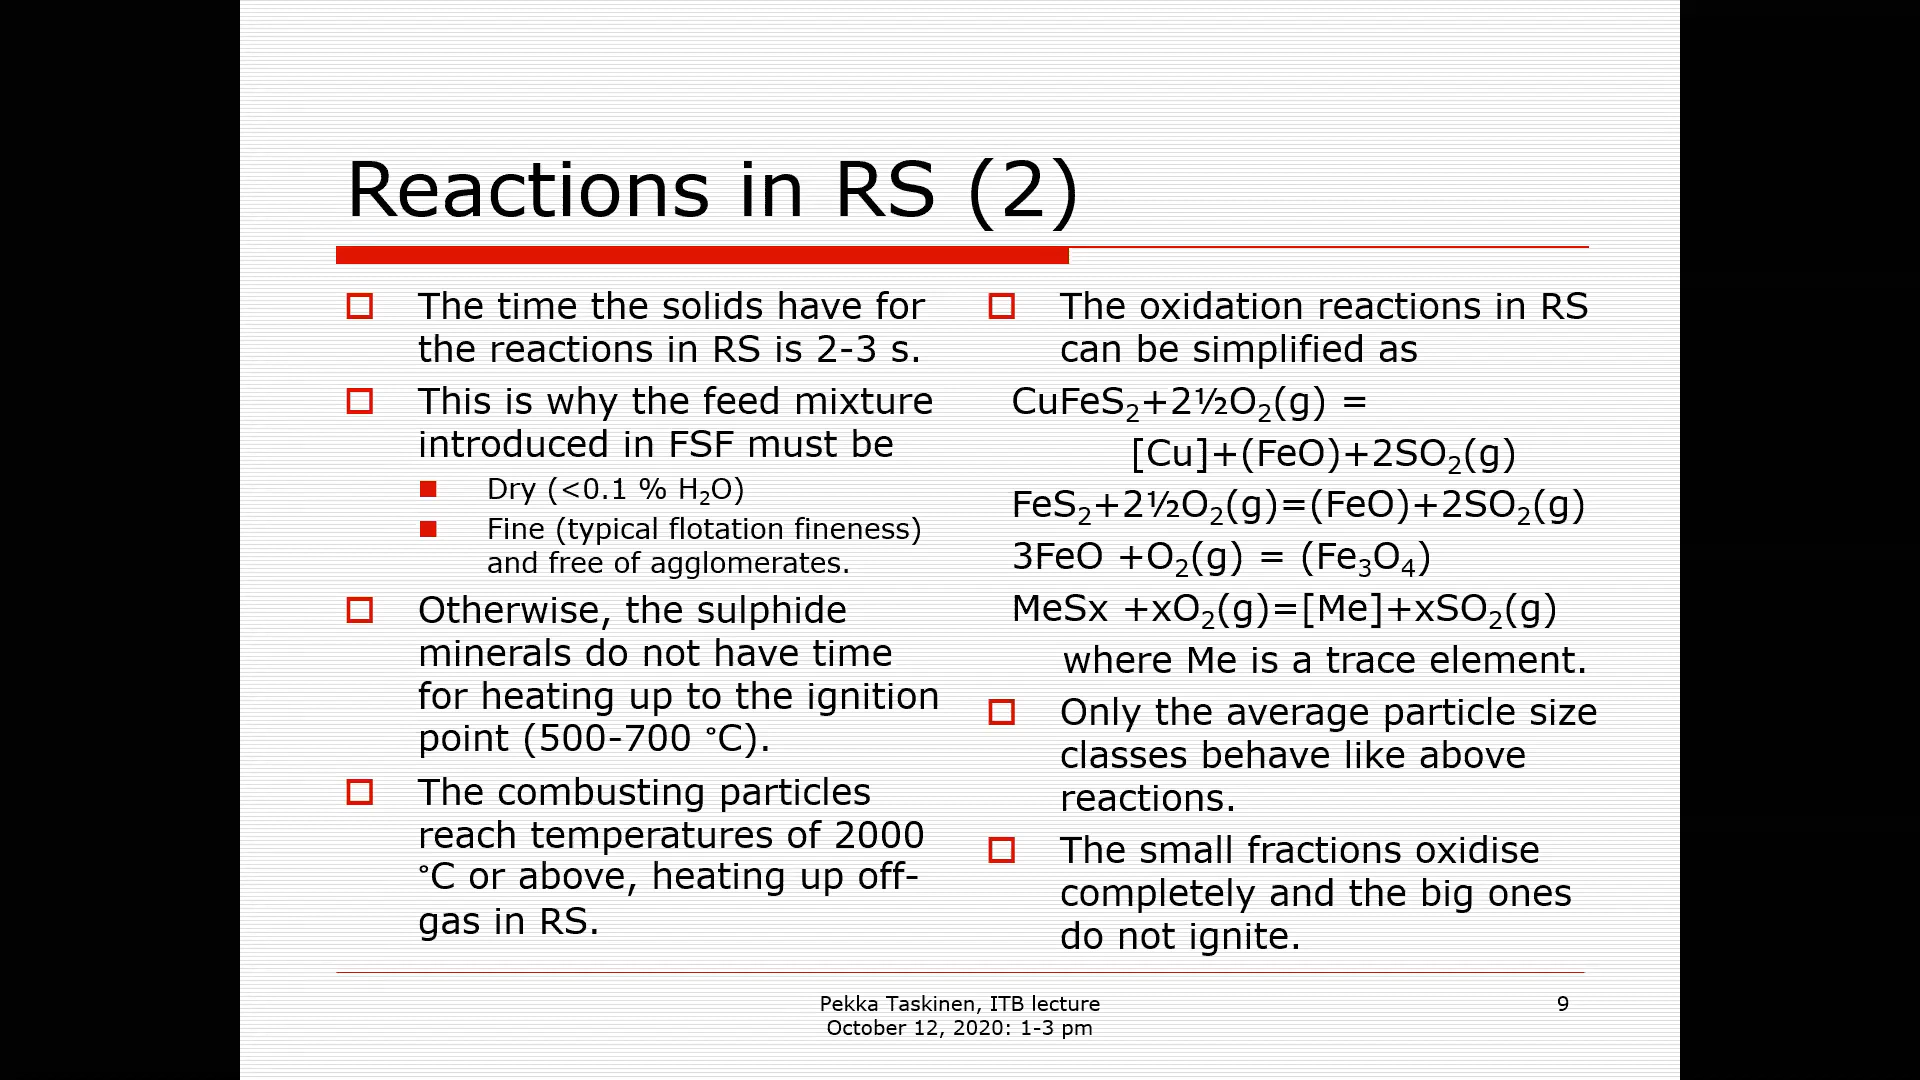 Reactions in RS (2)
The time the solids have for
the reactions in RS is 2-3 s.
This is why the feed mixture
introduced in FSF must be
Dry (<0.1 % H₂O)
Fine (typical flotation fineness)
and free of agglomerates.
Otherwise, the sulphide
minerals do not have time
for heating up to the ignition
point (500-700 °C).
The combusting particles
reach temperatures of 2000
°C or above, heating up off-
gas in RS.
The oxidation reactions in RS
can be simplified as
CuFeS₂+2½O₂(g) =
[Cu]+(FeO)+2SO₂(g)
FeS₂+2½O₂(g)=(FeO)+2SO₂(g)
3FeO +O₂(g) = (Fe₃O₄)
MeSx +xO₂(g)=[Me]+xSO₂(g)
where Me is a trace element.
Only the average particle size
classes behave like above
reactions.
The small fractions oxidise
completely and the big ones
do not ignite.
Pekka Taskinen, ITB lecture
October 12, 2020: 1-3 pm
9